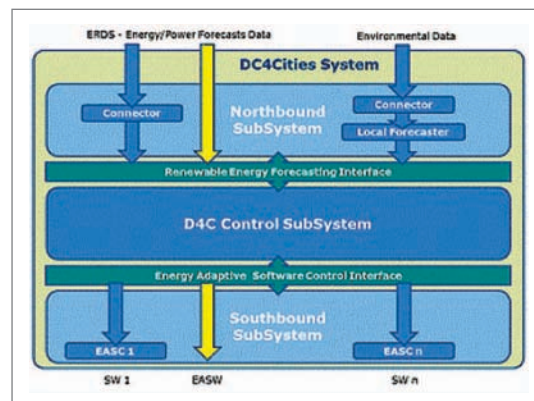 ERDS - Energy/Power Forecasts Data
Environmental Data
DC4Cities System
Northbound
SubSystem
Connector
Connector
Local Forecaster
Renewable Energy Forecasting Interface
D4C Control SubSystem
Energy Adaptive Software Control Interface
Southbound
SubSystem
EASC 1
EASC n
SW 1
EASW
SW n